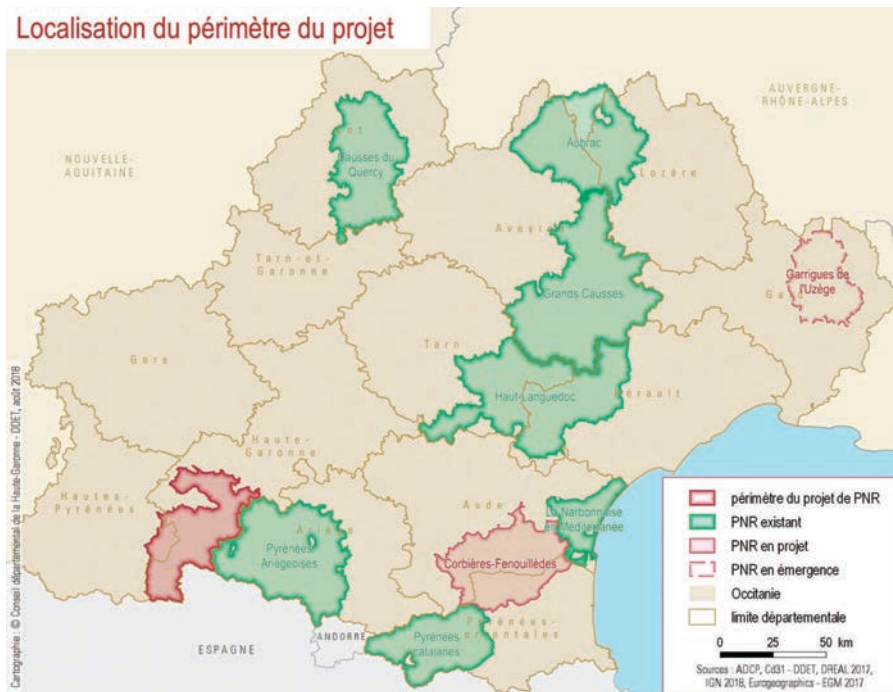 Localisation du périmètre du projet
AUVERGNE-
RHÔNE-ALPES
NOUVELLE-
AQUITAINE
Causses du
Quercy
Aubrac
Lozère
Tarn-et-
Garonne
Grands Causses
Garrigues de
l'Uzège
Gers
Tarn
Haut-Languedoc
Hérault
Haute-
Garonne
Hautes-
Pyrénées
Aude
La Narbonnaise
en Méditerranée
Pyrénées
Ariégeoises
Corbières-Fenouillèdes
Pyrénées-
orientales
Pyrénées
catalanes
ESPAGNE
ANDORRE
périmètre du projet de PNR
PNR existant
PNR en projet
PNR en émergence
Occitanie
limite départementale
0 25 50 km
Sources : ADCP, Cd31 - DDET, DREAL 2017,
IGN 2018, Eurogeographics - EGM 2017
Cartographie : © Conseil départemental de la Haute-Garonne - DDET, août 2018